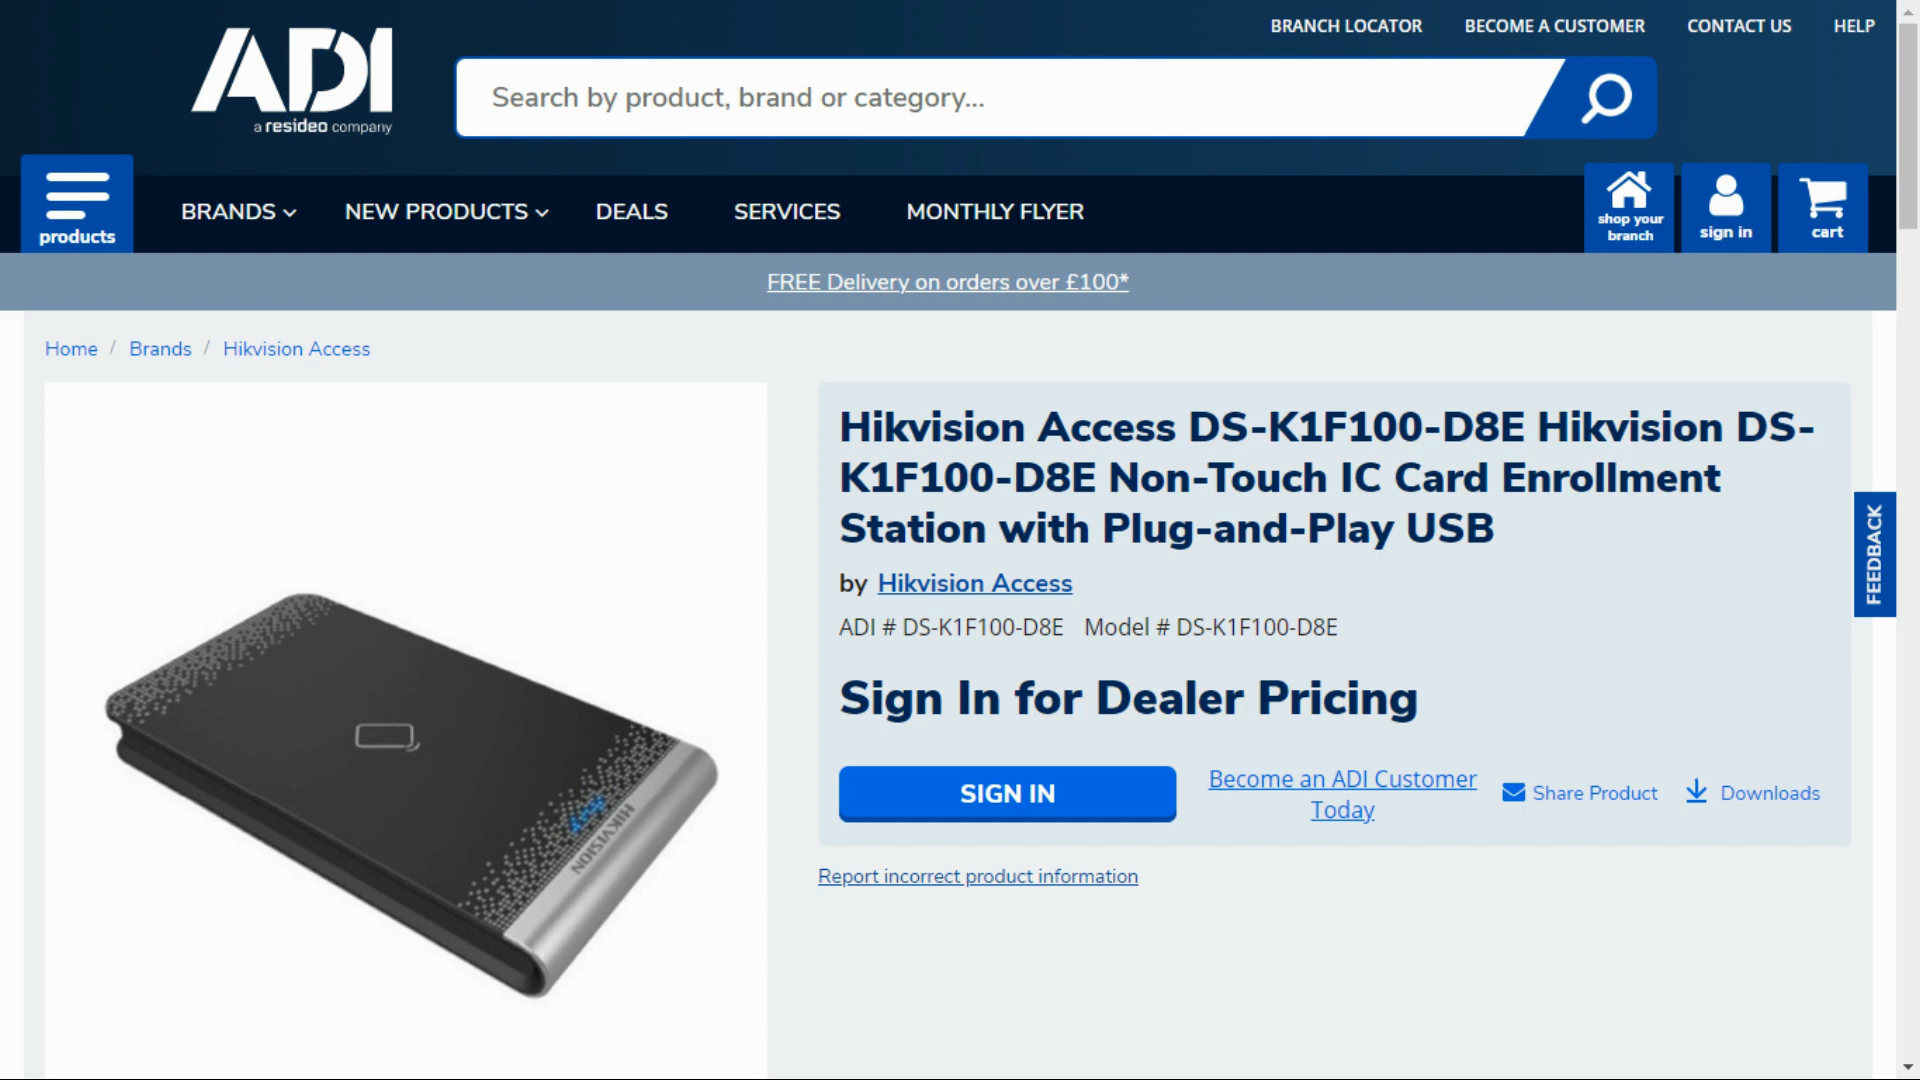 BRANCH LOCATOR BECOME A CUSTOMER CONTACT US HELP
ADI
a resideo company
Search by product, brand or category...
products
BRANDS NEW PRODUCTS DEALS SERVICES MONTHLY FLYER
shop your
branch
sign in
cart
FREE Delivery on orders over £100*
Home / Brands / Hikvision Access
Hikvision Access DS-K1F100-D8E Hikvision DS-
K1F100-D8E Non-Touch IC Card Enrollment
Station with Plug-and-Play USB
by Hikvision Access
ADI # DS-K1F100-D8E Model # DS-K1F100-D8E
Sign In for Dealer Pricing
SIGN IN
Become an ADI Customer
Today
Share Product
Downloads
Report incorrect product information
FEEDBACK
HIKVISION